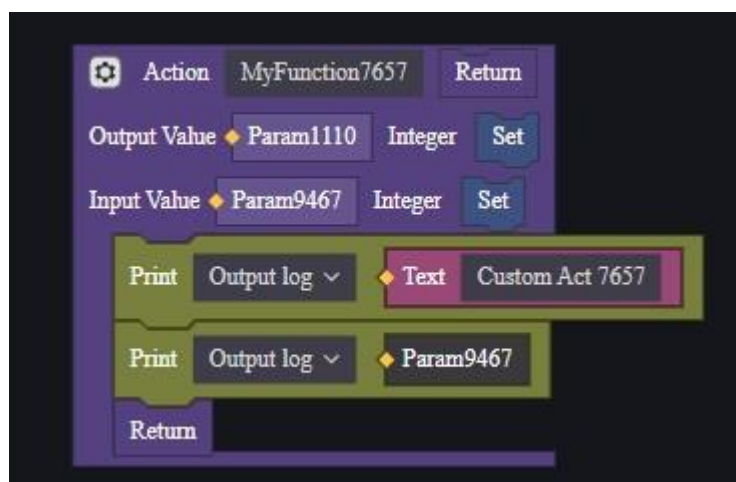 Action MyFunction7657 Return
Output Value Param1110 Integer Set
Input Value Param9467 Integer Set
Print Output log Text Custom Act 7657
Print Output log Param9467
Return